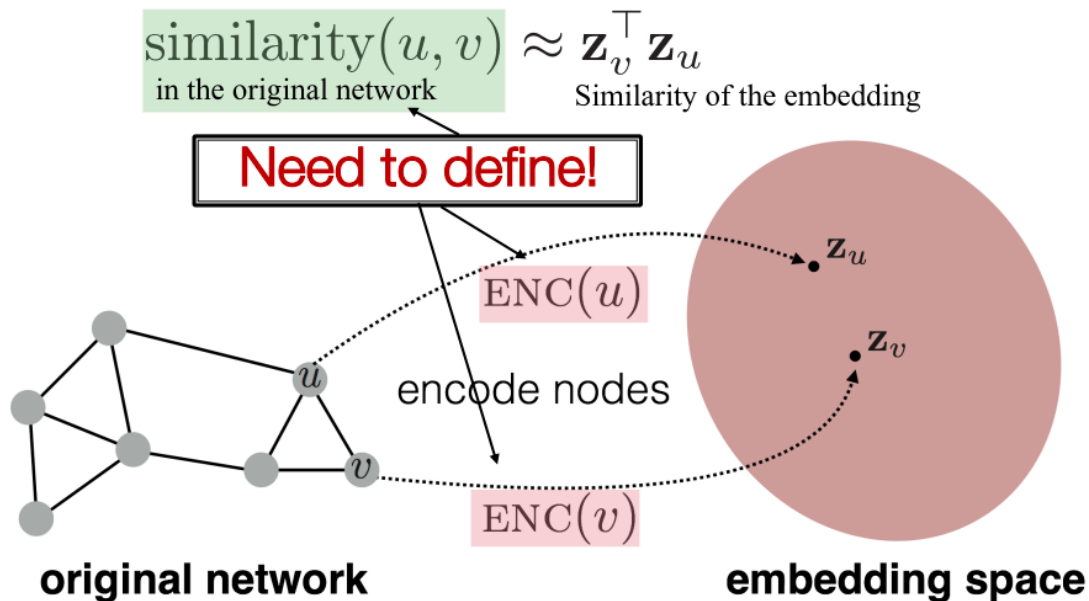 similarity(u, v) ≈ z_v^⊤ z_u
in the original network
Similarity of the embedding
Need to define!
z_u
ENC(u)
z_v
u
encode nodes
v
ENC(v)
original network
embedding space